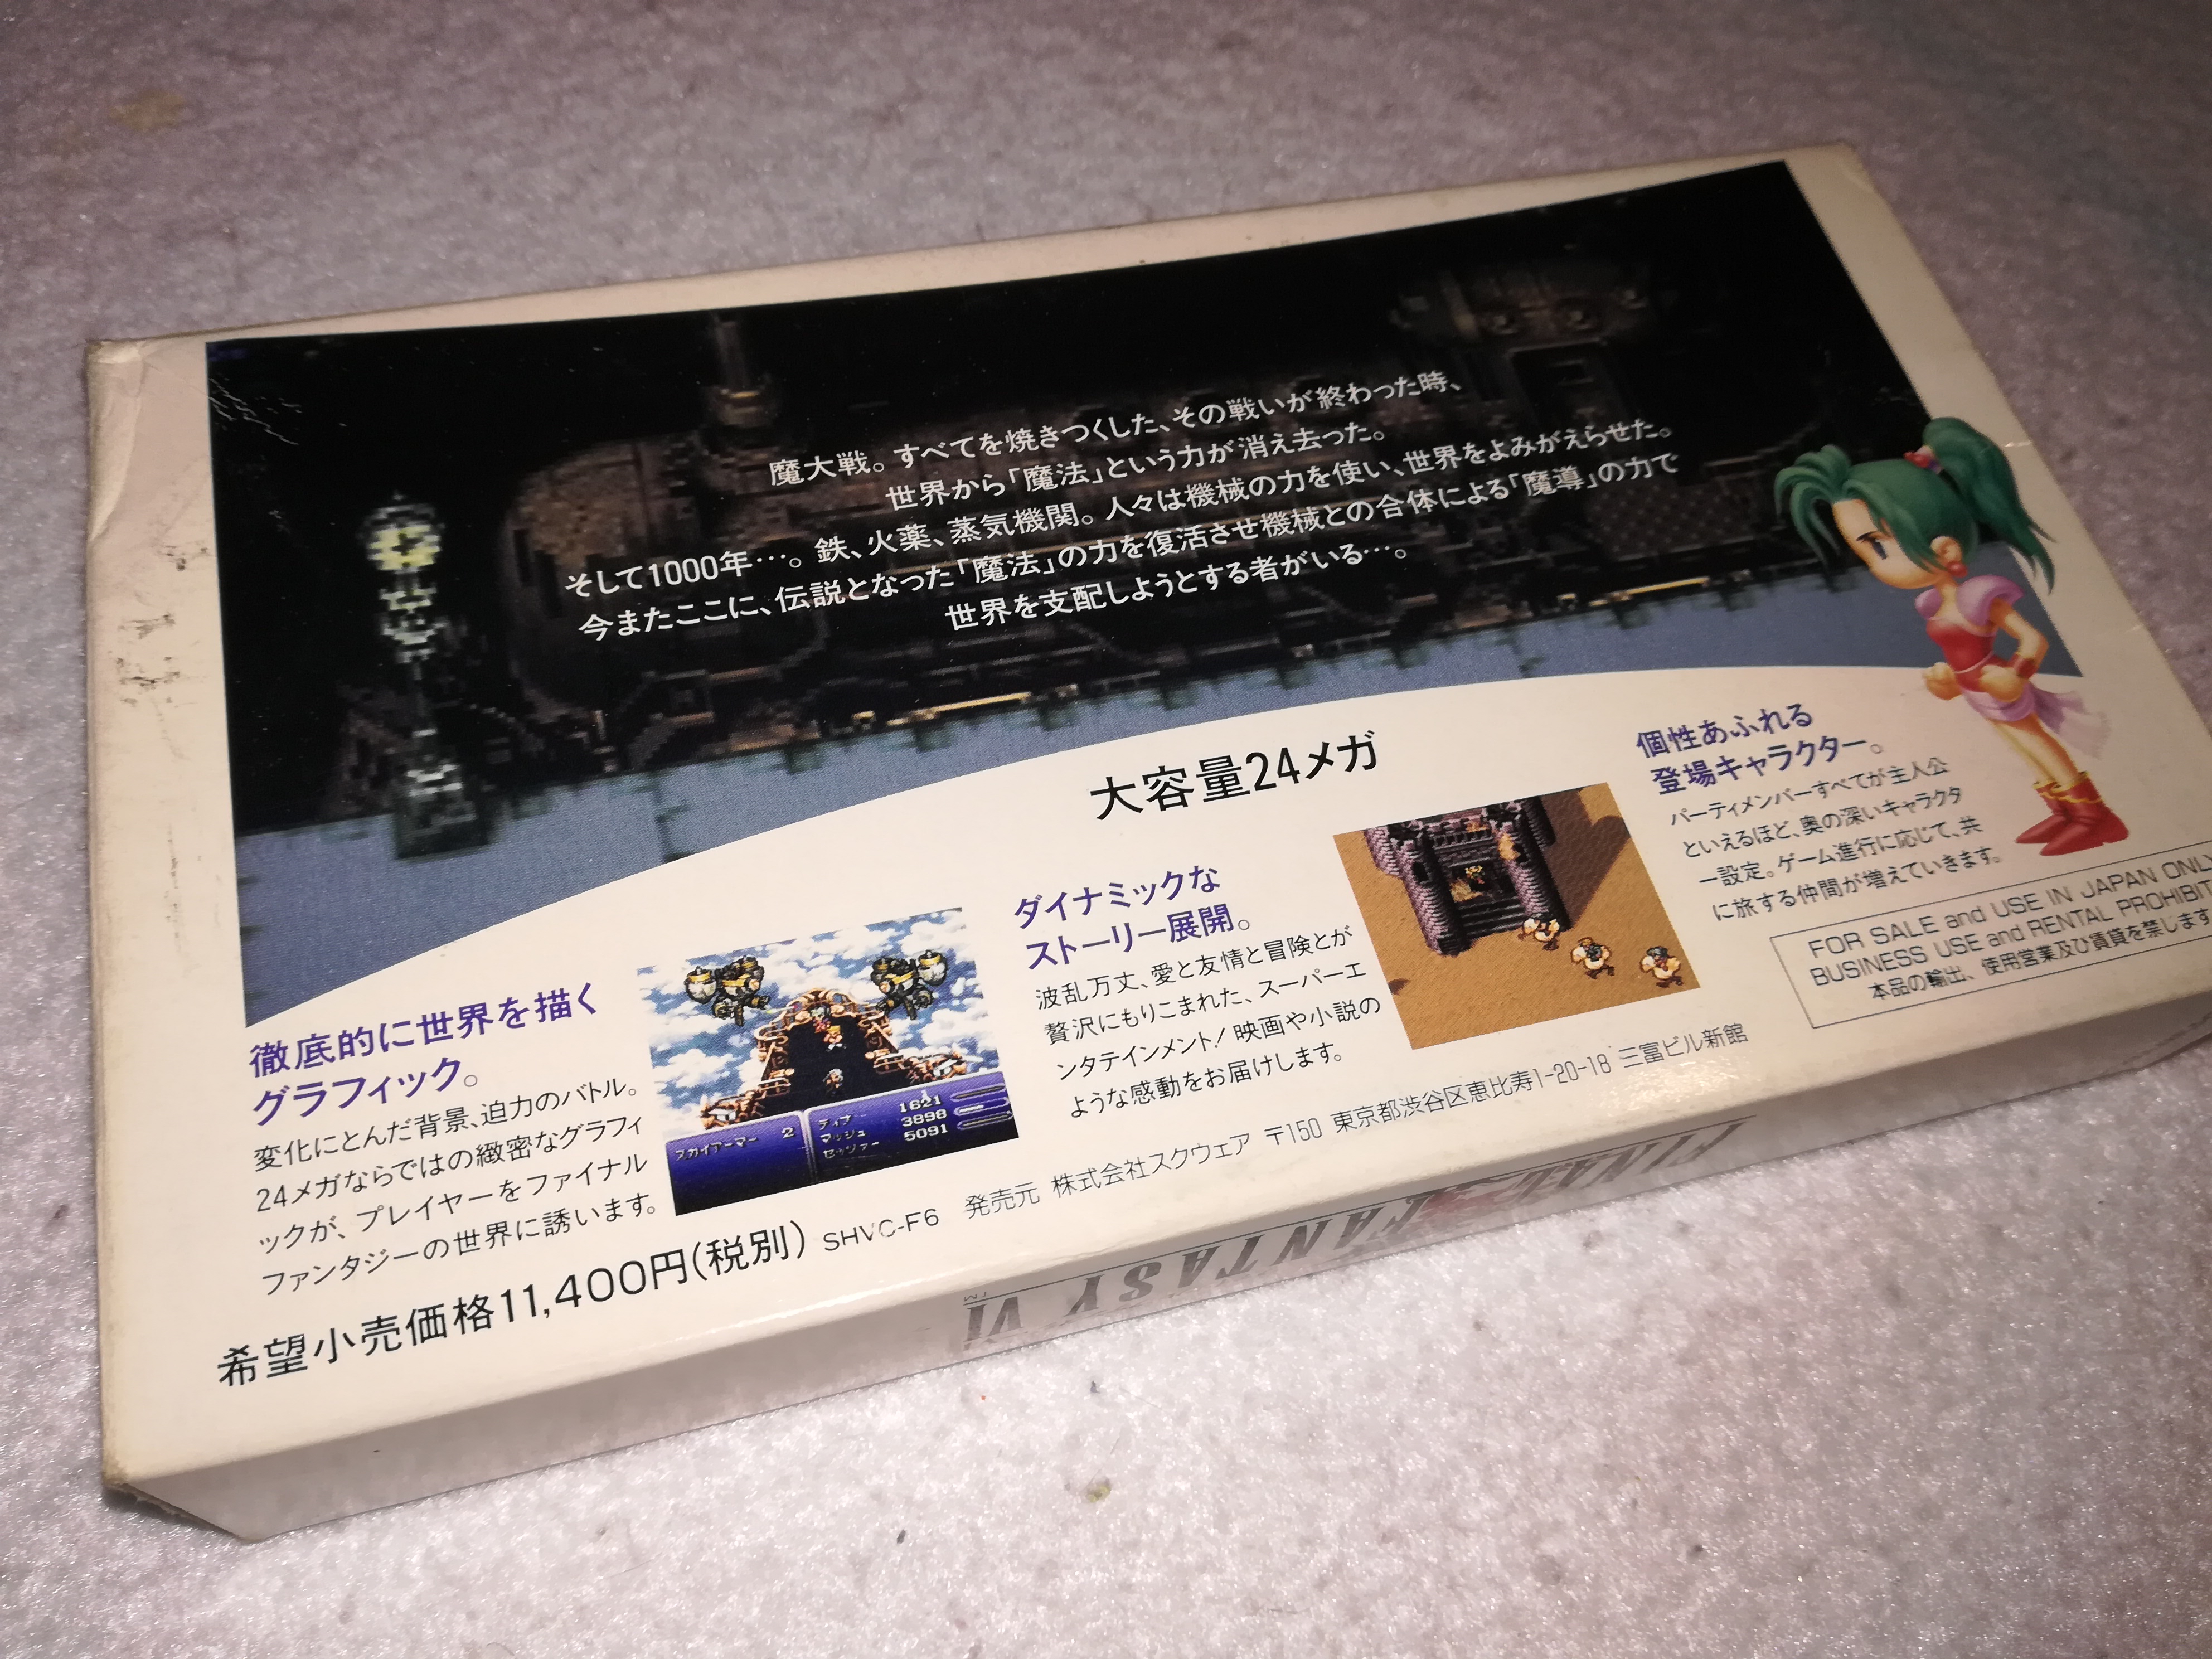 魔大戦。すべてを焼きつくした、その戦いが終わった時、
世界から「魔法」という力が消え去った。
そして1000年…。鉄、火薬、蒸気機関。人々は機械の力を使い、世界をよみがえらせた。
今またここに、伝説となった「魔法」の力を復活させ機械との合体による「魔導」の力で
世界を支配しようとする者がいる…。
大容量24メガ
徹底的に世界を描く
グラフィック。
変化にとんだ背景、迫力のバトル。
24メガならではの緻密なグラフィ
ックが、プレイヤーをファイナル
ファンタジーの世界に誘います。
スカイアーマー 2
ティナ 1621
マッシュ 3898
セッツァー 5091
ダイナミックな
ストーリー展開。
波乱万丈、愛と友情と冒険とが
贅沢にもりこまれた、スーパーエ
ンタテインメント!映画や小説の
ような感動をお届けします。
個性あふれる
登場キャラクター。
パーティメンバーすべてが主人公
といえるほど、奥の深いキャラクタ
ー設定。ゲーム進行に応じて、共
に旅する仲間が増えていきます。
FOR SALE and USE IN JAPAN ONLY
BUSINESS USE and RENTAL PROHIBIT
本品の輸出、使用営業及び賃貸を禁じます
希望小売価格11,400円(税別) SHVC-F6 発売元 株式会社スクウェア 〒150 東京都渋谷区恵比寿1-20-18 三富ビル新館
FINAL FANTASY VI™